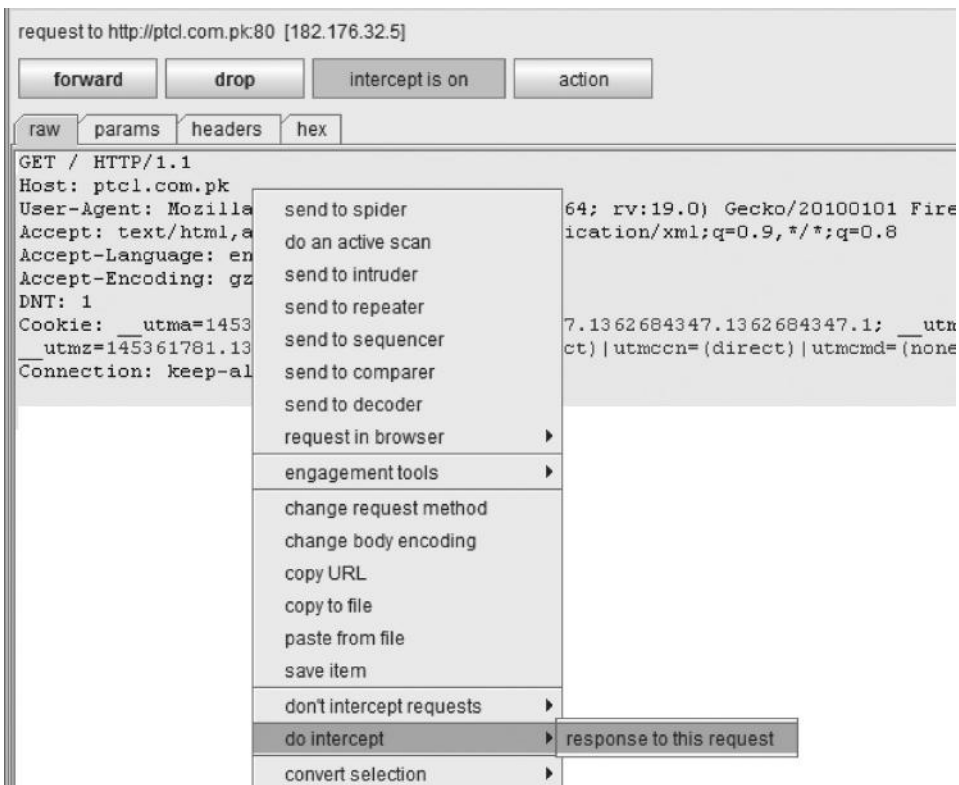 request to http://ptcl.com.pk:80 [182.176.32.5]
forward drop intercept is on action
raw params headers hex
GET / HTTP/1.1
Host: ptcl.com.pk
User-Agent: Mozilla 64; rv:19.0) Gecko/20100101 Fire
Accept: text/html,a ication/xml;q=0.9,*/*;q=0.8
Accept-Language: en
Accept-Encoding: gz
DNT: 1
Cookie: __utma=1453 7.1362684347.1362684347.1; __utm
__utmz=145361781.13 ct)|utmccn=(direct)|utmcmd=(none
Connection: keep-al
send to spider
do an active scan
send to intruder
send to repeater
send to sequencer
send to comparer
send to decoder
request in browser
engagement tools
change request method
change body encoding
copy URL
copy to file
paste from file
save item
don't intercept requests
do intercept response to this request
convert selection